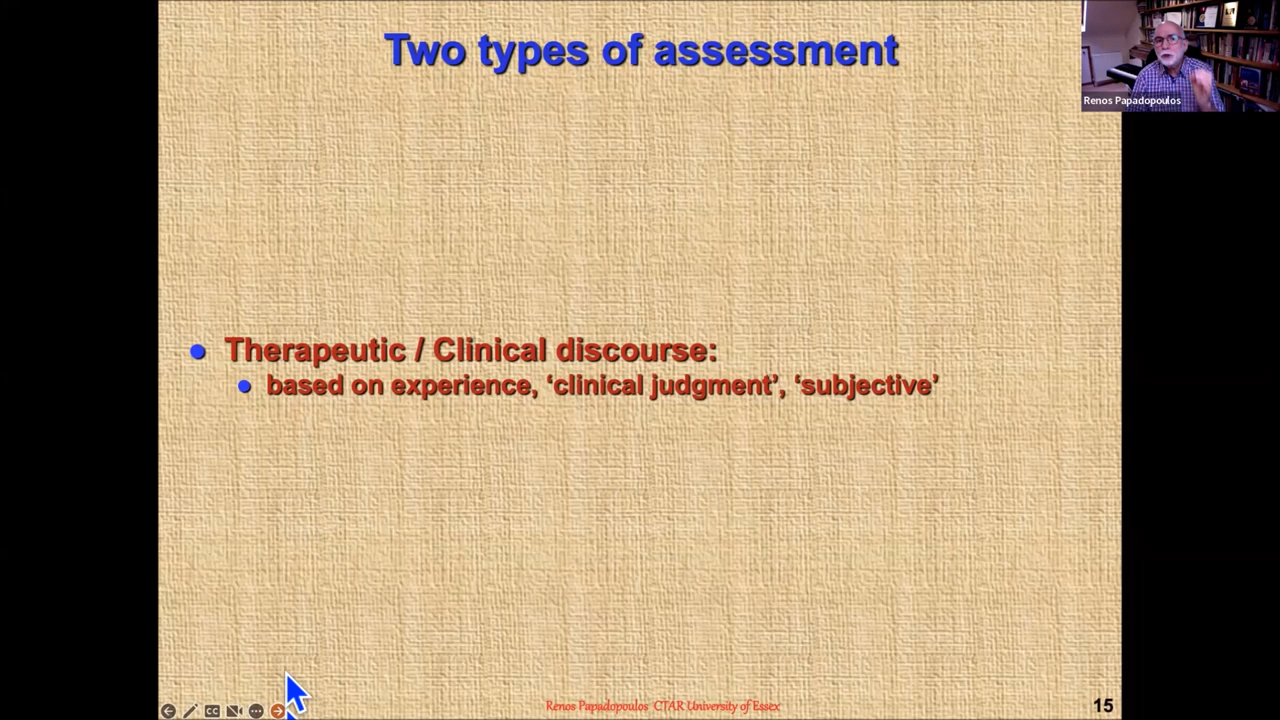 Two types of assessment
Renos Papadopoulos
Therapeutic / Clinical discourse:
based on experience, ‘clinical judgment’, ‘subjective’
CC
Renos Papadopoulos CTAR University of Essex
15